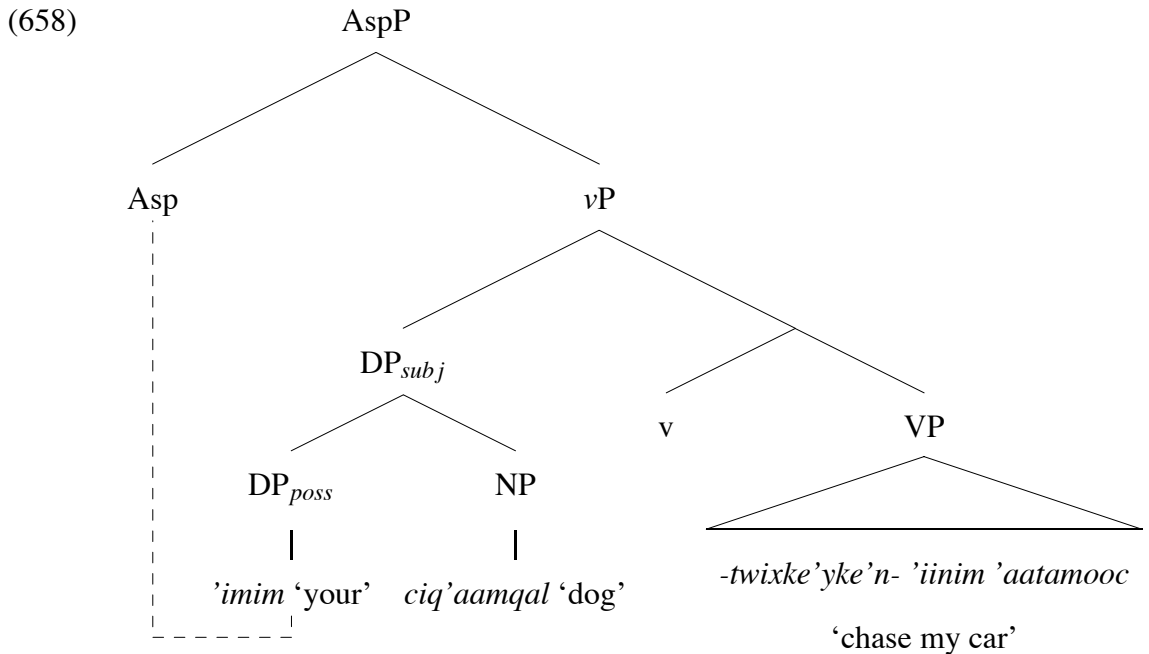 (658) AspP
Asp vP
DPsubj
v VP
DPposs NP
’imim ‘your’ ciq’aamqal ‘dog’ -twixke’yke’n- ’iinim ’aatamooc
‘chase my car’